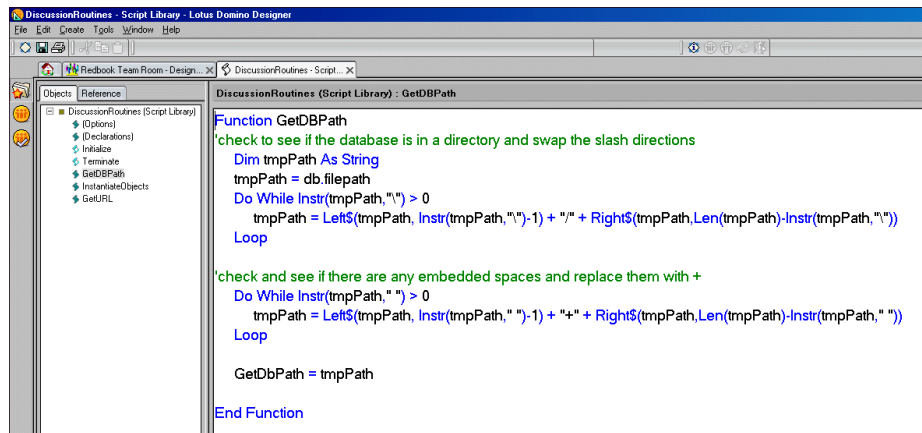 DiscussionRoutines - Script Library - Lotus Domino Designer
File Edit Create Tools Window Help
Redbook Team Room - Design... DiscussionRoutines - Script...
Objects Reference
DiscussionRoutines (Script Library) : GetDBPath
DiscussionRoutines (Script Library)
(Options)
(Declarations)
Initialize
Terminate
GetDBPath
InstantiateObjects
GetURL
Function GetDBPath
'check to see if the database is in a directory and swap the slash directions
Dim tmpPath As String
tmpPath = db.filepath
Do While Instr(tmpPath,"\") > 0
tmpPath = Left$(tmpPath, Instr(tmpPath,"\")-1) + "/" + Right$(tmpPath,Len(tmpPath)-Instr(tmpPath,"\"))
Loop
'check and see if there are any embedded spaces and replace them with +
Do While Instr(tmpPath," ") > 0
tmpPath = Left$(tmpPath, Instr(tmpPath," ")-1) + "+" + Right$(tmpPath,Len(tmpPath)-Instr(tmpPath," "))
Loop
GetDbPath = tmpPath
End Function